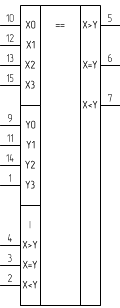 10 X0 == X>Y 5
12 X1
13 X2 X=Y 6
15 X3
X<Y 7
9 Y0
11 Y1
14 Y2
1 Y3
I
4 X>Y
3 X=Y
2 X<Y